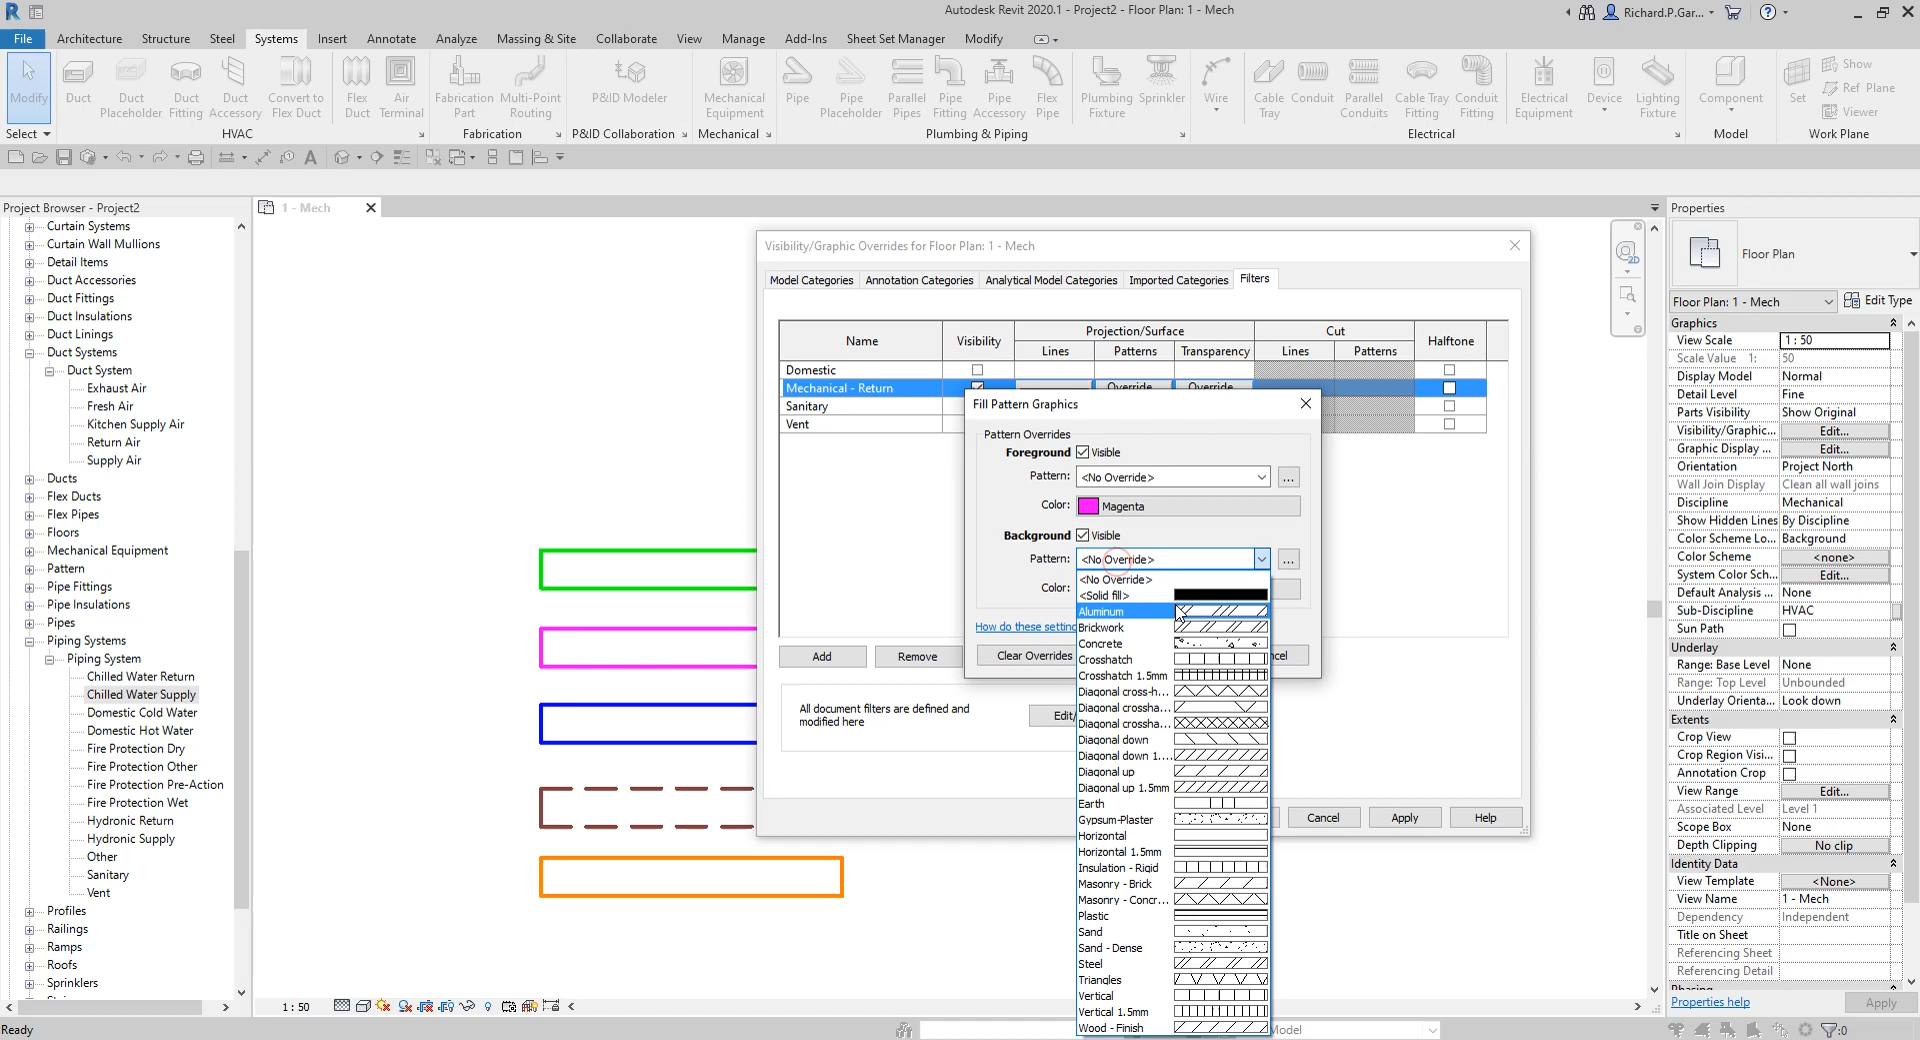 Autodesk Revit 2020.1 - Project2 - Floor Plan: 1 - Mech
Richard.P.Gar...
File Architecture Structure Steel Systems Insert Annotate Analyze Massing & Site Collaborate View Manage Add-Ins Sheet Set Manager Modify
Modify
Duct
Duct Placeholder
Duct Fitting
Duct Accessory
Convert to Flex Duct
Flex Duct
Air Terminal
Fabrication Part
Multi-Point Routing
P&ID Modeler
Mechanical Equipment
Pipe
Pipe Placeholder
Parallel Pipes
Pipe Fitting
Pipe Accessory
Flex Pipe
Plumbing Fixture
Sprinkler
Wire
Cable Tray
Conduit
Parallel Conduits
Cable Tray Fitting
Conduit Fitting
Electrical Equipment
Device
Lighting Fixture
Component
Set
Show
Ref Plane
Viewer
Select HVAC Fabrication P&ID Collaboration Mechanical Plumbing & Piping Electrical Model Work Plane
Project Browser - Project2
Curtain Systems
Curtain Wall Mullions
Detail Items
Duct Accessories
Duct Fittings
Duct Insulations
Duct Linings
Duct Systems
Duct System
Exhaust Air
Fresh Air
Kitchen Supply Air
Return Air
Supply Air
Ducts
Flex Ducts
Flex Pipes
Floors
Mechanical Equipment
Pattern
Pipe Fittings
Pipe Insulations
Pipes
Piping Systems
Piping System
Chilled Water Return
Chilled Water Supply
Domestic Cold Water
Domestic Hot Water
Fire Protection Dry
Fire Protection Other
Fire Protection Pre-Action
Fire Protection Wet
Hydronic Return
Hydronic Supply
Other
Sanitary
Vent
Profiles
Railings
Ramps
Roofs
Sprinklers
1 - Mech
2D
Visibility/Graphic Overrides for Floor Plan: 1 - Mech
Model Categories Annotation Categories Analytical Model Categories Imported Categories Filters
Name Visibility Projection/Surface Cut Halftone
Lines Patterns Transparency Lines Patterns
Domestic
Mechanical - Return Override... Override...
Sanitary
Vent
Add Remove
All document filters are defined and
modified here
Edit/
Cancel Apply Help
Fill Pattern Graphics
Pattern Overrides
Foreground Visible
Pattern: <No Override> ...
Color: Magenta
Background Visible
Pattern: <No Override> ...
Color:
How do these setting
Clear Overrides ncel
<No Override>
<Solid fill>
Aluminum
Brickwork
Concrete
Crosshatch
Crosshatch 1.5mm
Diagonal cross-h...
Diagonal crossha...
Diagonal crossha...
Diagonal down
Diagonal down 1....
Diagonal up
Diagonal up 1.5mm
Earth
Gypsum-Plaster
Horizontal
Horizontal 1.5mm
Insulation - Rigid
Masonry - Brick
Masonry - Concr...
Plastic
Sand
Sand - Dense
Steel
Triangles
Vertical
Vertical 1.5mm
Wood - Finish
Properties
Floor Plan
Floor Plan: 1 - Mech Edit Type
Graphics
View Scale 1 : 50
Scale Value 1: 50
Display Model Normal
Detail Level Fine
Parts Visibility Show Original
Visibility/Graphic... Edit...
Graphic Display ... Edit...
Orientation Project North
Wall Join Display Clean all wall joins
Discipline Mechanical
Show Hidden Lines By Discipline
Color Scheme Lo... Background
Color Scheme <none>
System Color Sch... Edit...
Default Analysis ... None
Sub-Discipline HVAC
Sun Path
Underlay
Range: Base Level None
Range: Top Level Unbounded
Underlay Orienta... Look down
Extents
Crop View
Crop Region Visi...
Annotation Crop
View Range Edit...
Associated Level Level 1
Scope Box None
Depth Clipping No clip
Identity Data
View Template <None>
View Name 1 - Mech
Dependency Independent
Title on Sheet
Referencing Sheet
Referencing Detail
Phasing
Properties help Apply
1 : 50
Ready
Model
:0